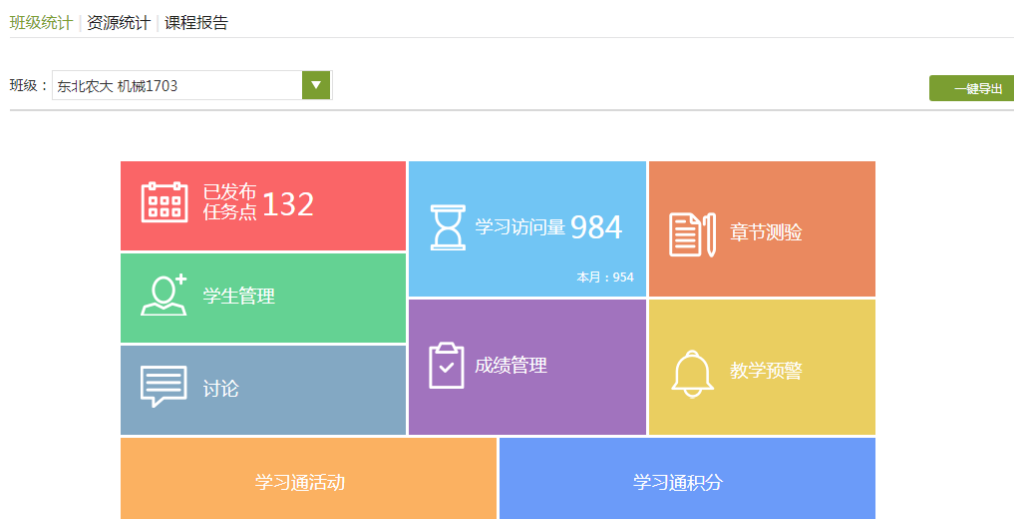 班级统计 资源统计 课程报告
班级： 东北农大 机械1703
一键导出
已发布
任务点 132
学习访问量 984
本月：954
章节测验
学生管理
讨论
成绩管理
教学预警
学习通活动
学习通积分